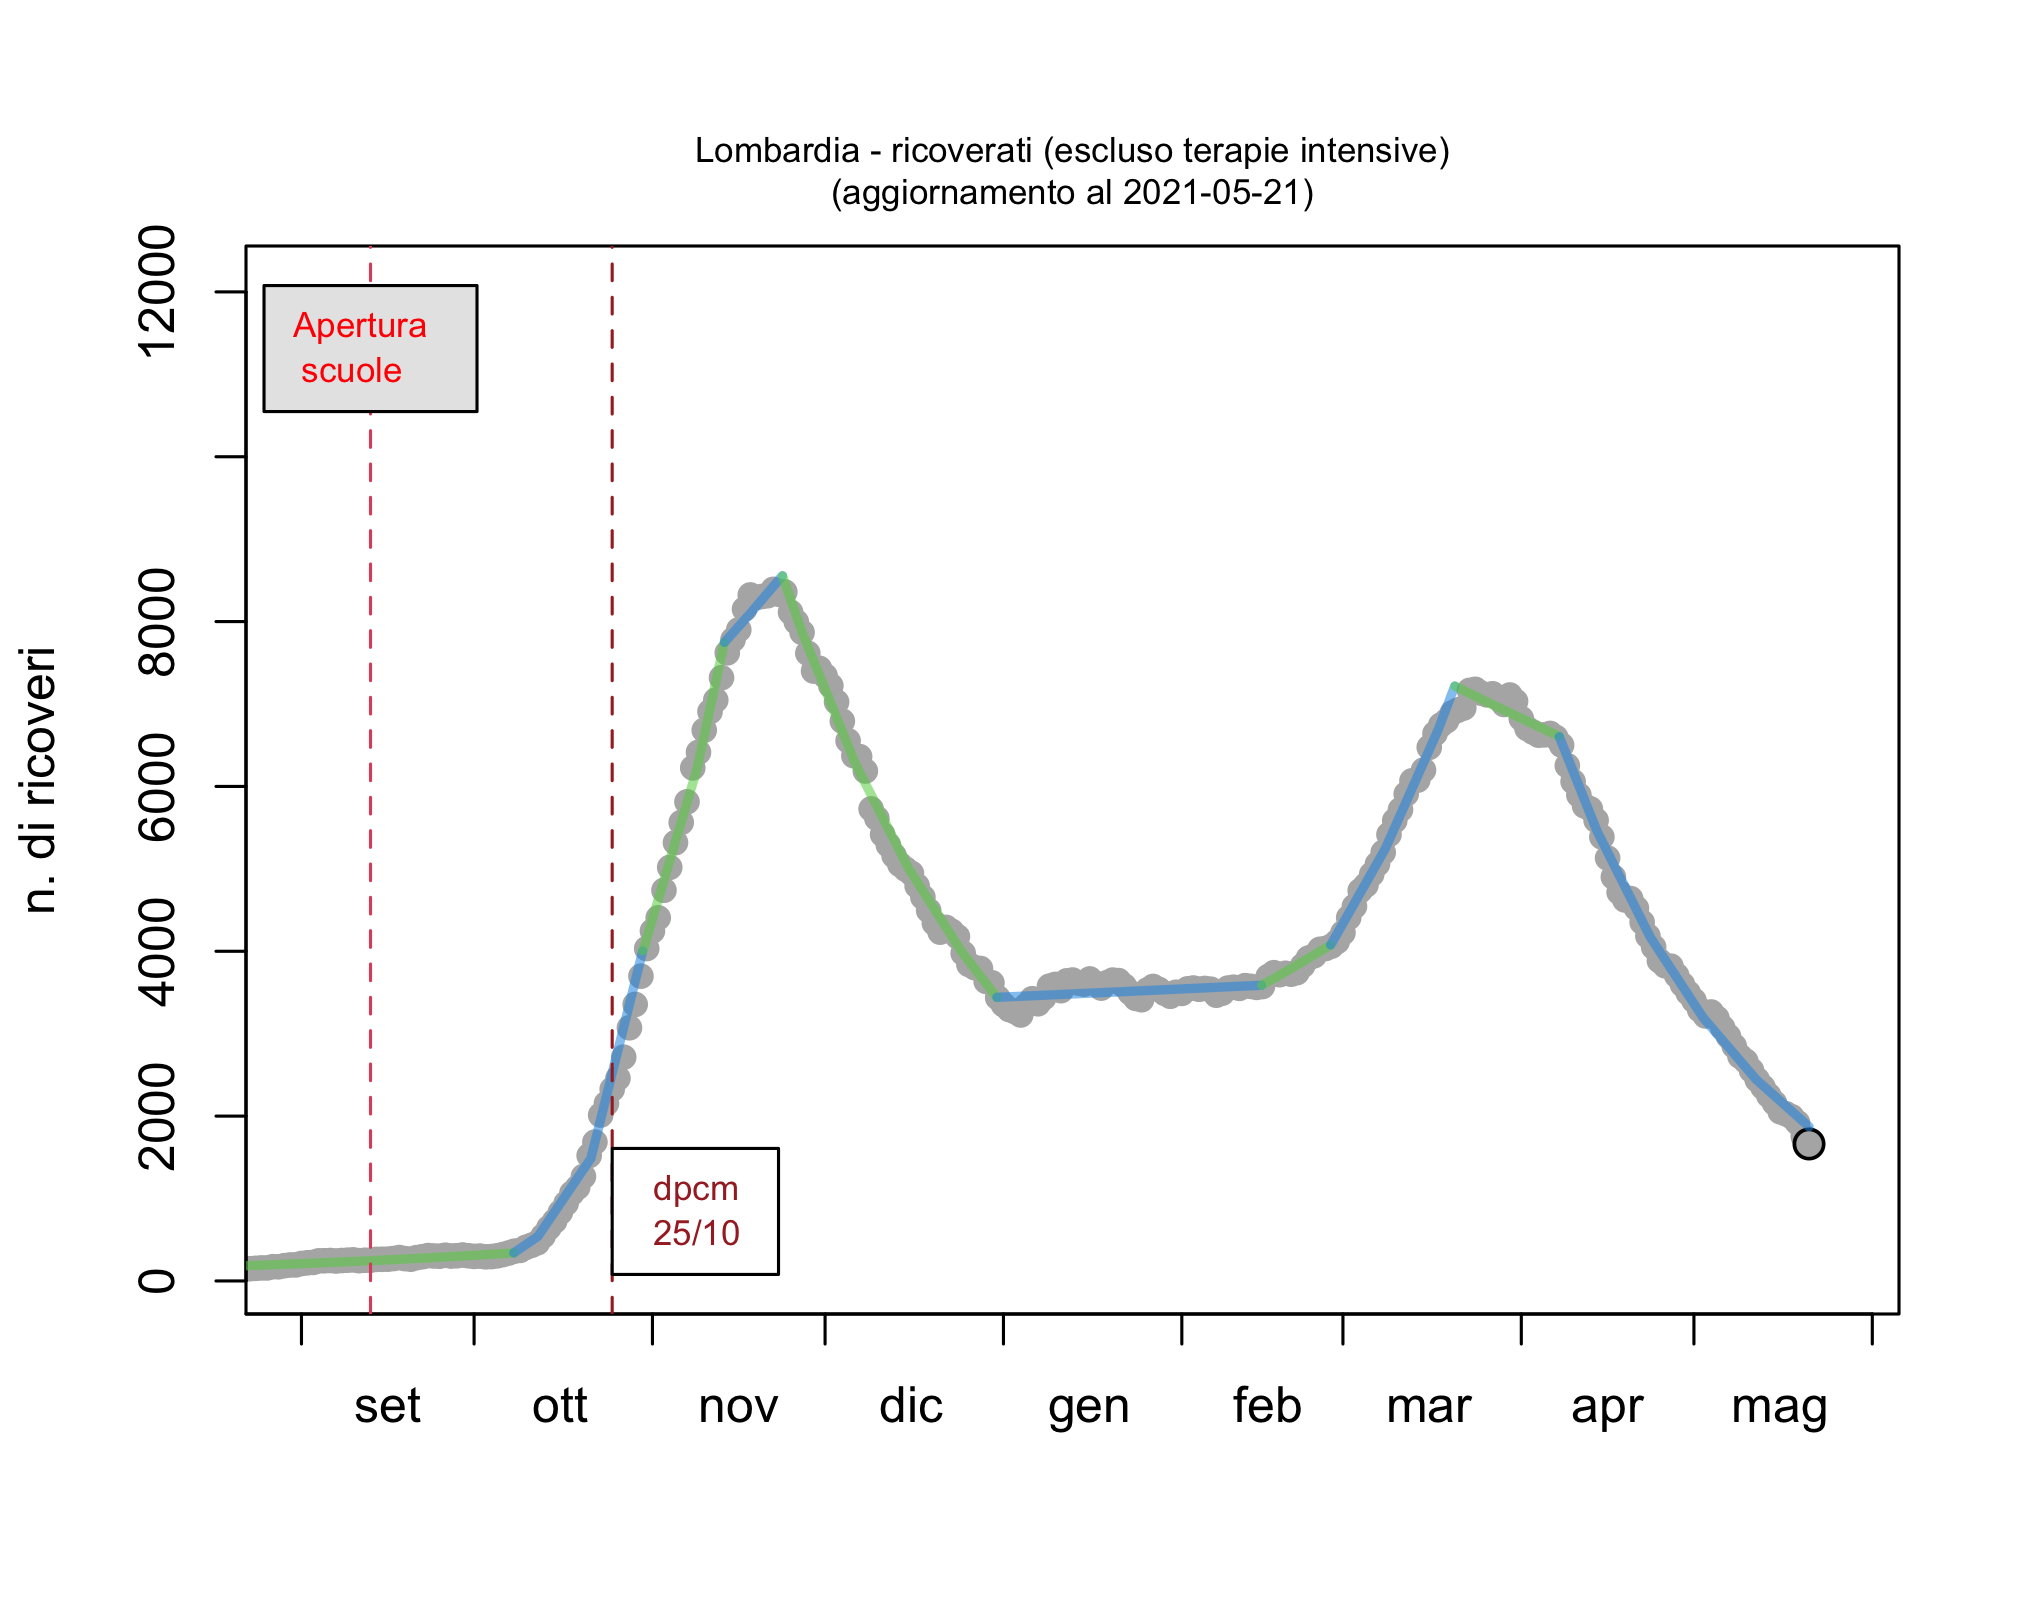 Lombardia - ricoverati (escluso terapie intensive)
(aggiornamento al 2021-05-21)
n. di ricoveri
12000
8000
6000
4000
2000
0
Apertura
scuole
dpcm
25/10
set ott nov dic gen feb mar apr mag